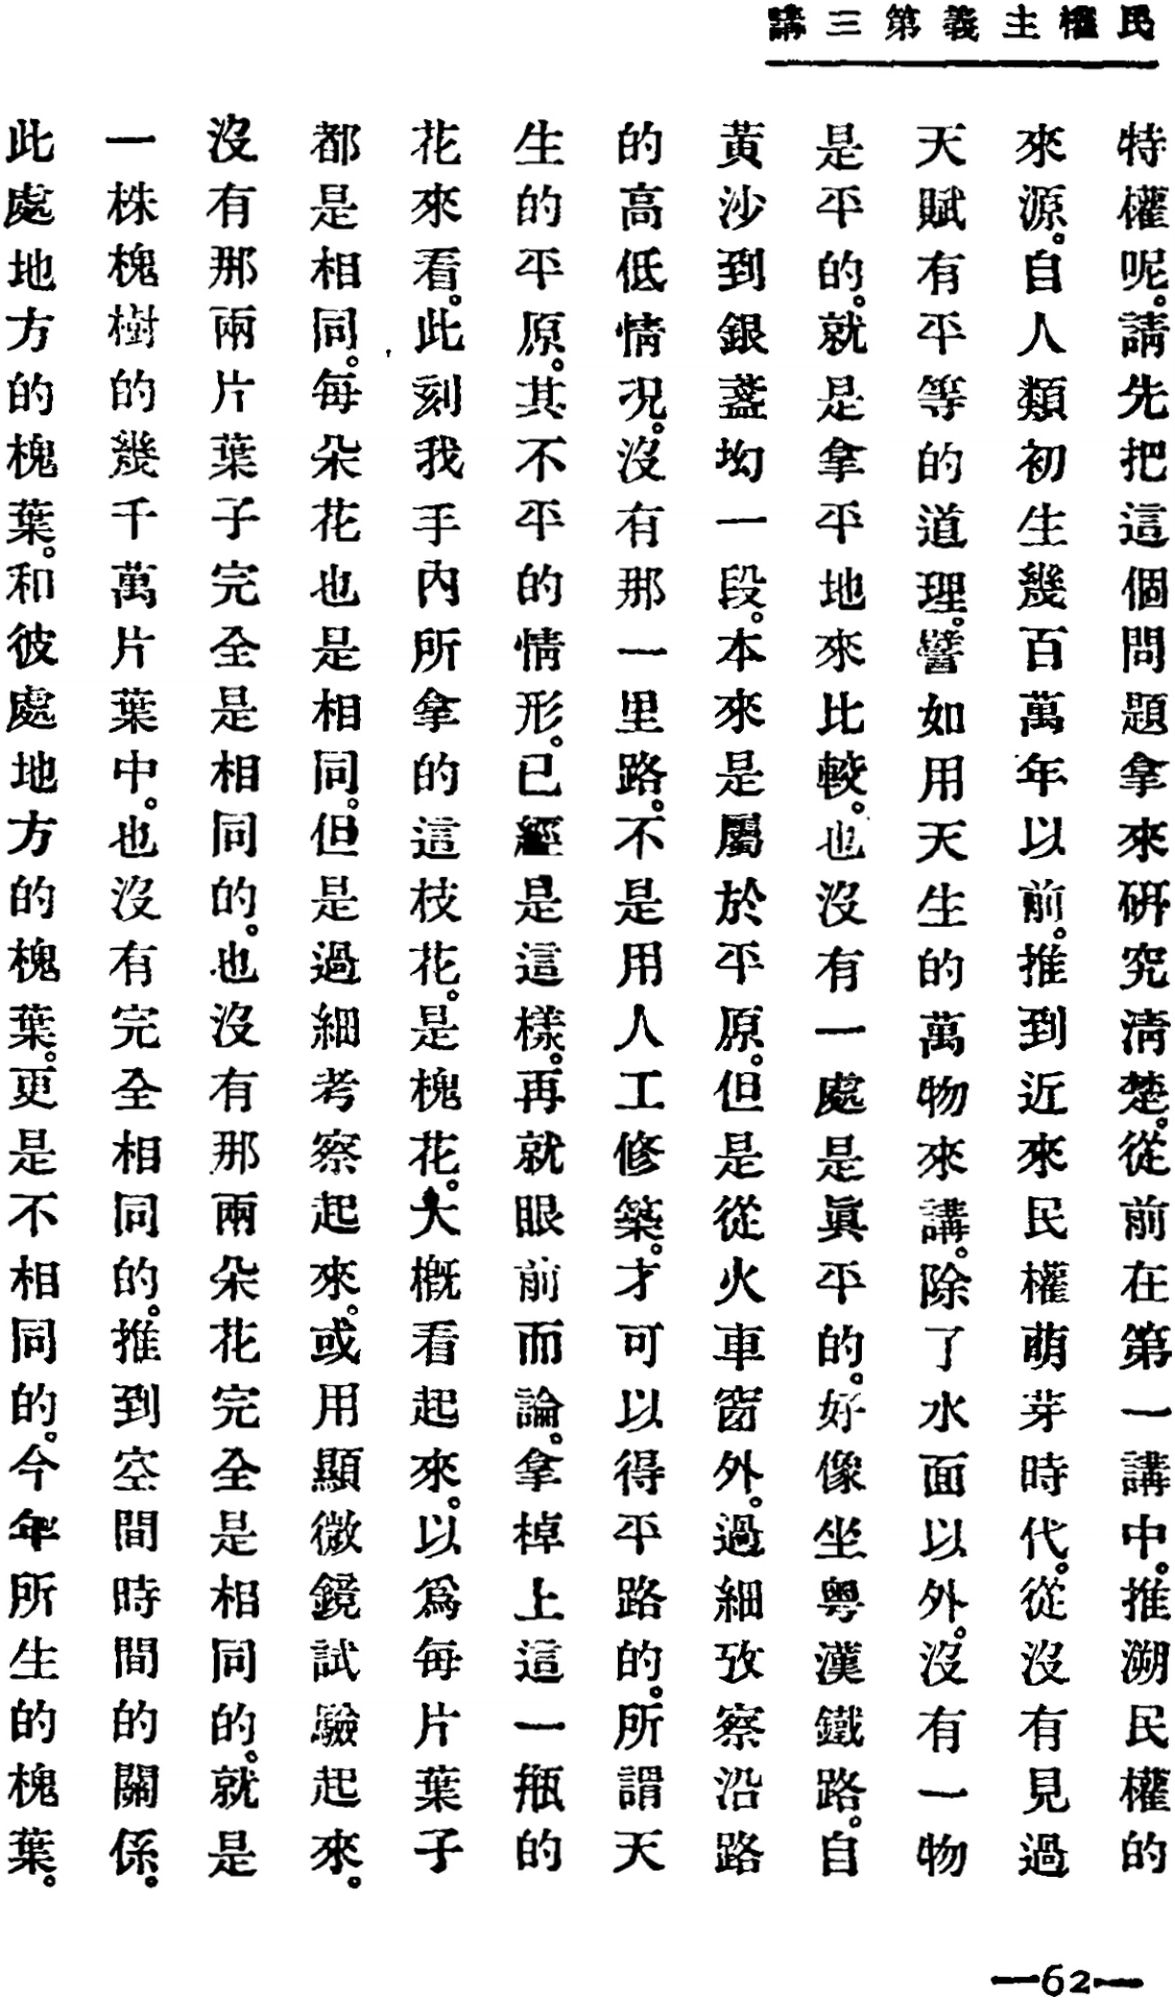 民權主義第三講
特權呢。請先把這個問題拿來硏究淸楚。從前在第一講中。推溯民權的
來源。自人類初生幾百萬年以前。推到近來民權萌芽時代。從沒有見過
天賦有平等的道理。譬如用天生的萬物來講。除了水面以外。沒有一物
是平的。就是拿平地來比較。也沒有一處是眞平的。好像坐粤漢鐵路。自
黃沙到銀盞坳一段。本來是屬於平原。但是從火車窗外。過細攷察沿路
的高低情況。沒有那一里路。不是用人工修築。才可以得平路的。所謂天
生的平原。其不平的情形。已經是這樣。再就眼前而論。拿棹上這一瓶的
花來看。此刻我手內所拿的這枝花。是槐花。大概看起來。以爲每片葉子
都是相同。每朵花也是相同。但是過細考察起來。或用顯微鏡試驗起來。
沒有那兩片葉子完全是相同的。也沒有那兩朵花完全是相同的。就是
一株槐樹的幾千萬片葉中。也沒有完全相同的。推到空間時間的關係。
此處地方的槐葉。和彼處地方的槐葉。更是不相同的。今年所生的槐葉。
—62—